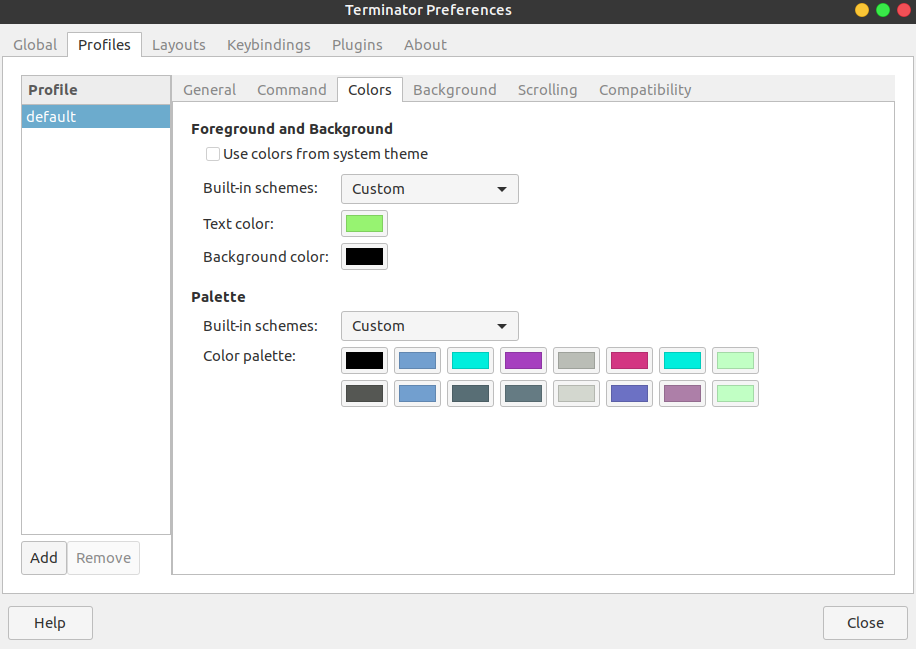 Terminator Preferences
Global Profiles Layouts Keybindings Plugins About
Profile
default
General Command Colors Background Scrolling Compatibility
Foreground and Background
Use colors from system theme
Built-in schemes: Custom
Text color:
Background color:
Palette
Built-in schemes: Custom
Color palette:
Add Remove
Help Close